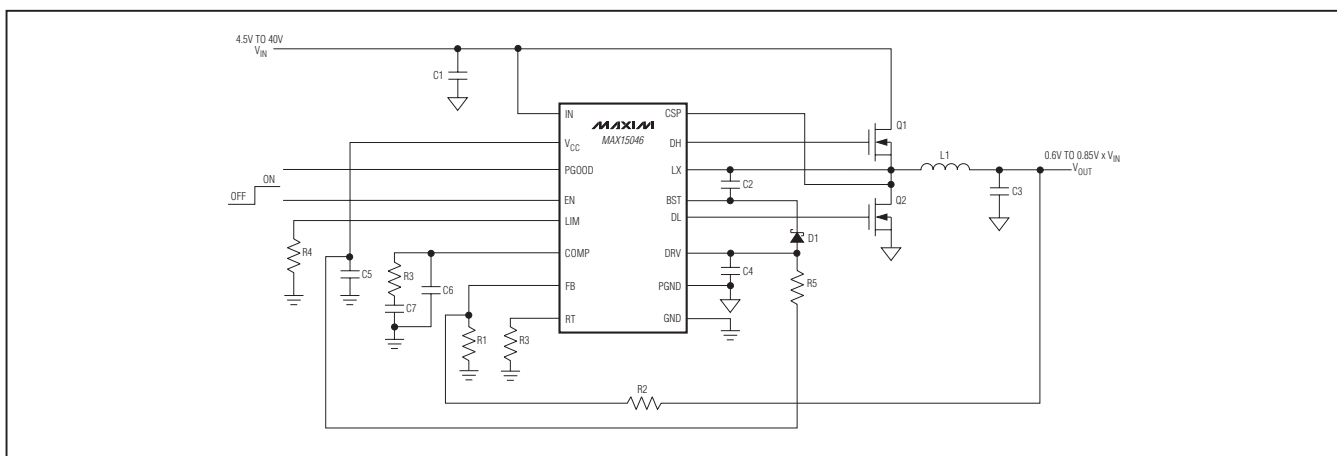 4.5V TO 40V
VIN
C1
IN
CSP
Q1
MAXIM
MAX15046
VCC
DH
L1
0.6V TO 0.85V x VIN
VOUT
ON
OFF
PGOOD
LX
C2
C3
EN
BST
Q2
LIM
DL
R4
D1
COMP
DRV
C5
R3
C6
C4
R5
C7
FB
PGND
RT
GND
R1
R3
R2